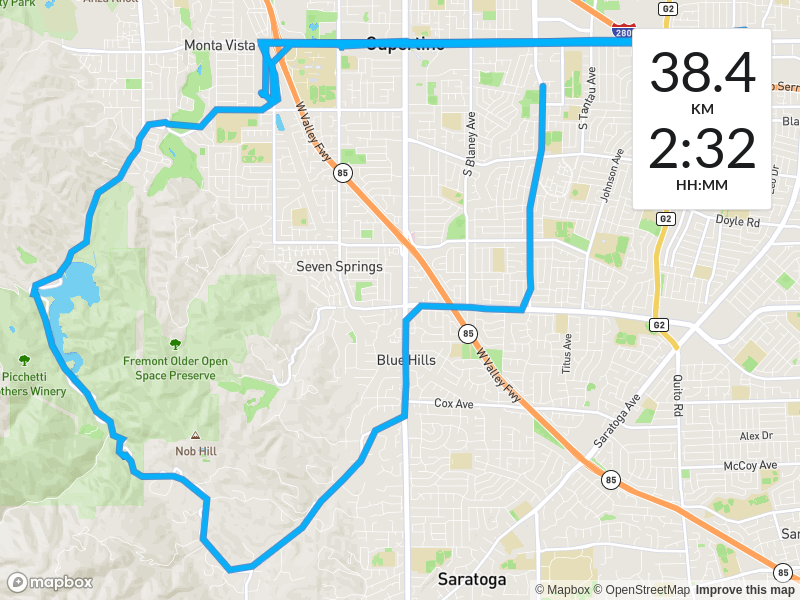 ty Park
Monta Vista
G2
280
38.4
KM
2:32
HH:MM
W Valley Fwy
85
S Blaney Ave
S Tantau Ave
Johnson Ave
G2
Doyle Rd
Seven Springs
85
G2
Titus Ave
Blue Hills
W Valley Fwy
Fremont Older Open
Space Preserve
Picchetti
thers Winery
Cox Ave
Saratoga Ave
Quito Rd
Nob Hill
Alex Dr
McCoy Ave
85
85
Saratoga
mapbox
© Mapbox © OpenStreetMap Improve this map